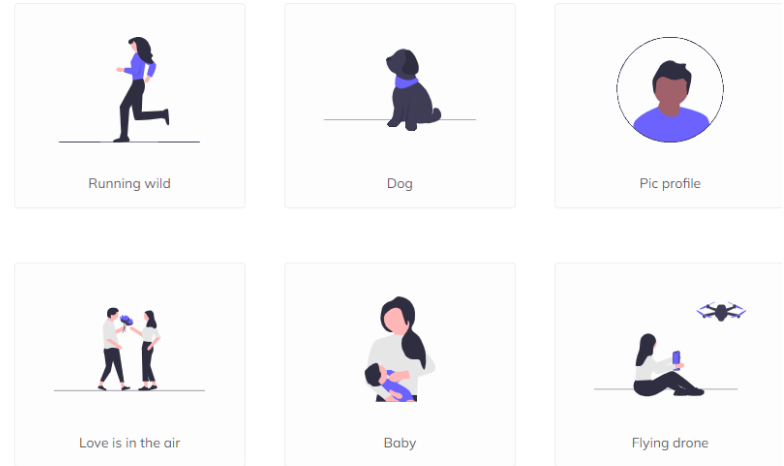 Running wild
Dog
Pic profile
Love is in the air
Baby
Flying drone